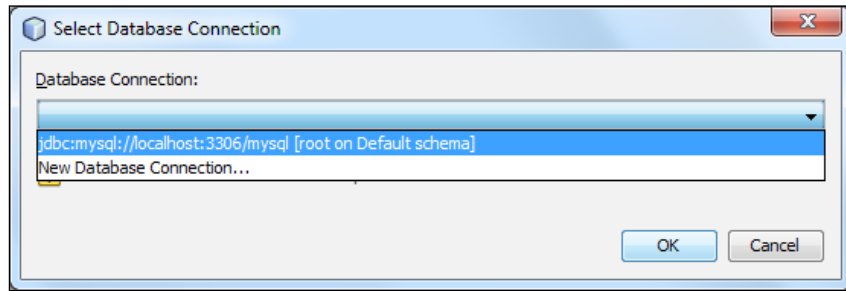 Select Database Connection
Database Connection:
jdbc:mysql://localhost:3306/mysql [root on Default schema]
New Database Connection...
OK
Cancel